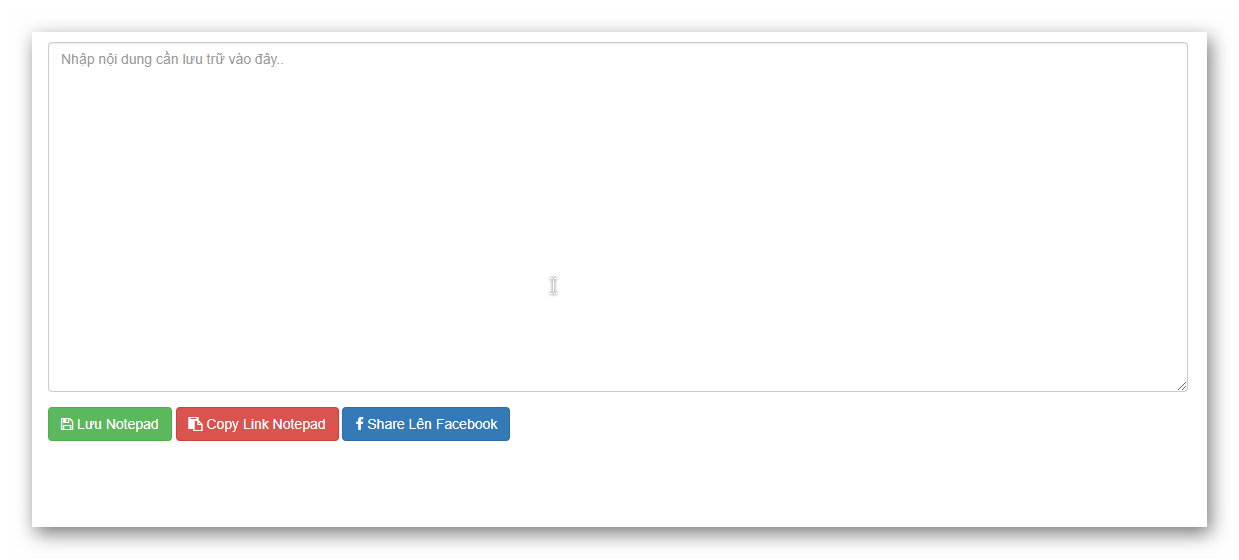 Nhập nội dung cần lưu trữ vào đây..
Lưu Notepad Copy Link Notepad Share Lên Facebook